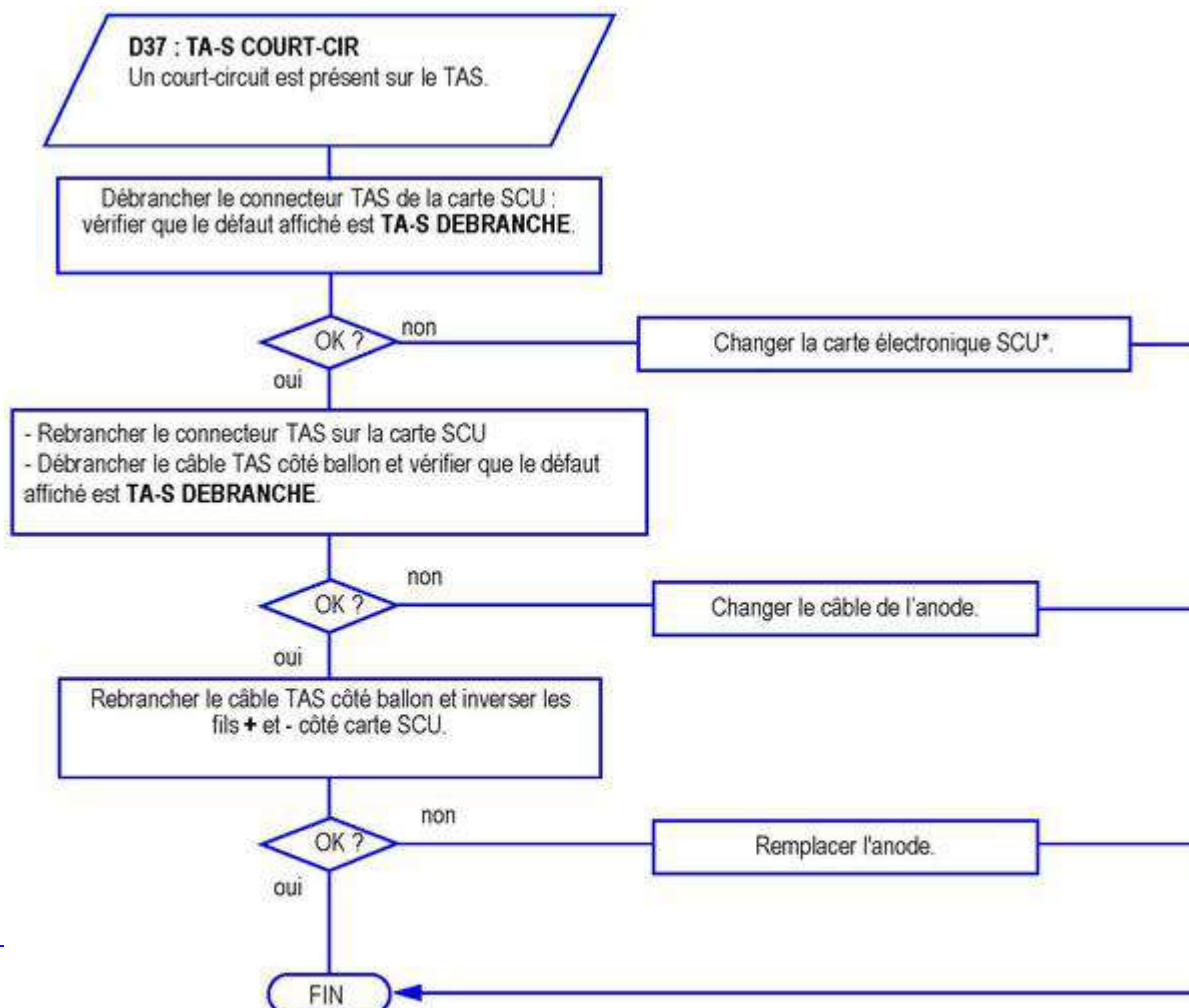 D37 : TA-S COURT-CIR
Un court-circuit est présent sur le TAS.
Débrancher le connecteur TAS de la carte SCU :
vérifier que le défaut affiché est TA-S DEBRANCHE.
OK ?
non
Changer la carte électronique SCU*.
oui
- Rebrancher le connecteur TAS sur la carte SCU
- Débrancher le câble TAS côté ballon et vérifier que le défaut
affiché est TA-S DEBRANCHE.
OK ?
non
Changer le câble de l'anode.
oui
Rebrancher le câble TAS côté ballon et inverser les
fils + et - côté carte SCU.
OK ?
non
Remplacer l'anode.
oui
FIN